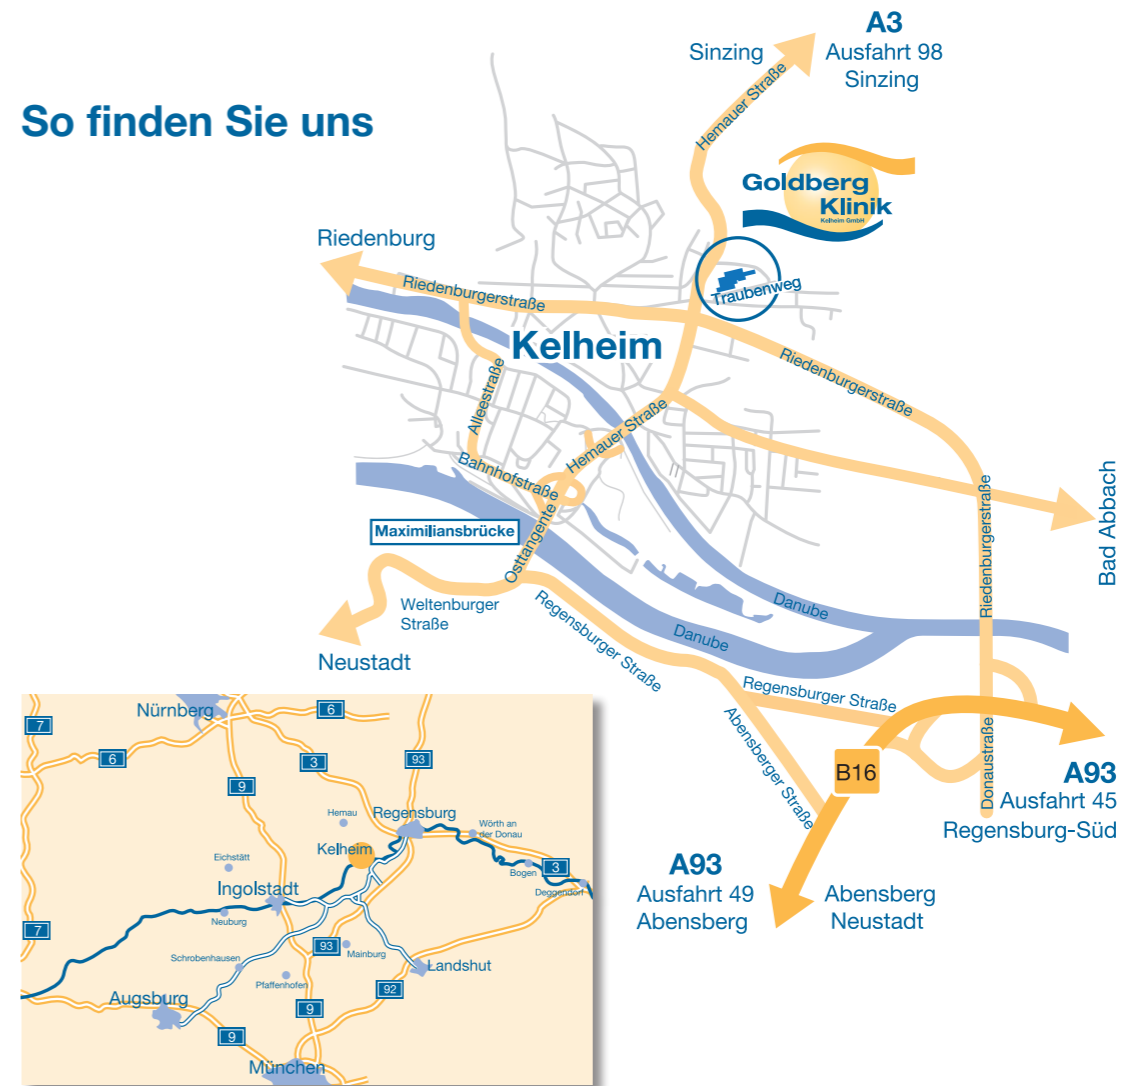 So finden Sie uns
Sinzing
A3
Ausfahrt 98
Sinzing
Hemauer Straße
Goldberg
Klinik
Kelheim GmbH
Riedenburg
Riedenburgerstraße
Traubenweg
Kelheim
Riedenburgerstraße
Alleestraße
Hemauer Straße
Bahnhofstraße
Maximiliansbrücke
Osttangente
Riedenburgerstraße
Bad Abbach
Weltenburger
Straße
Neustadt
Regensburger Straße
Danube
Danube
Regensburger Straße
Abensberger Straße
B16
Donaustraße
A93
Ausfahrt 45
Regensburg-Süd
A93
Ausfahrt 49
Abensberg
Abensberg
Neustadt
Nürnberg
6
7
6
3
93
9
Hemau
Regensburg
Wörth an
der Donau
Kelheim
Eichstätt
3
Bogen
Deggendorf
Ingolstadt
Neuburg
7
93
Mainburg
Schrobenhausen
Landshut
Pfaffenhofen
92
Augsburg
9
9
München